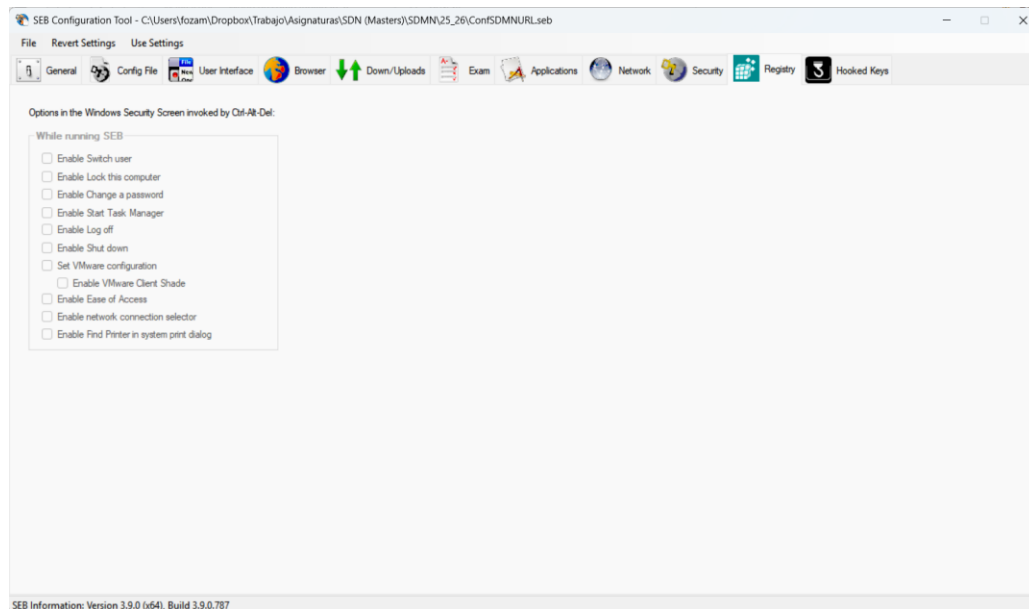 SEB Configuration Tool - C:\Users\fozam\Dropbox\Trabajo\Asignaturas\SDN (Masters)\SDMN\25_26\ConfSDMNURL.seb
File Revert Settings Use Settings
General Config File User Interface Browser Down/Uploads Exam Applications Network Security Registry Hooked Keys
Options in the Windows Security Screen invoked by Ctrl-Alt-Del:
While running SEB
Enable Switch user
Enable Lock this computer
Enable Change a password
Enable Start Task Manager
Enable Log off
Enable Shut down
Set VMware configuration
Enable VMware Client Shade
Enable Ease of Access
Enable network connection selector
Enable Find Printer in system print dialog
SEB Information: Version 3.9.0 (x64), Build 3.9.0.787